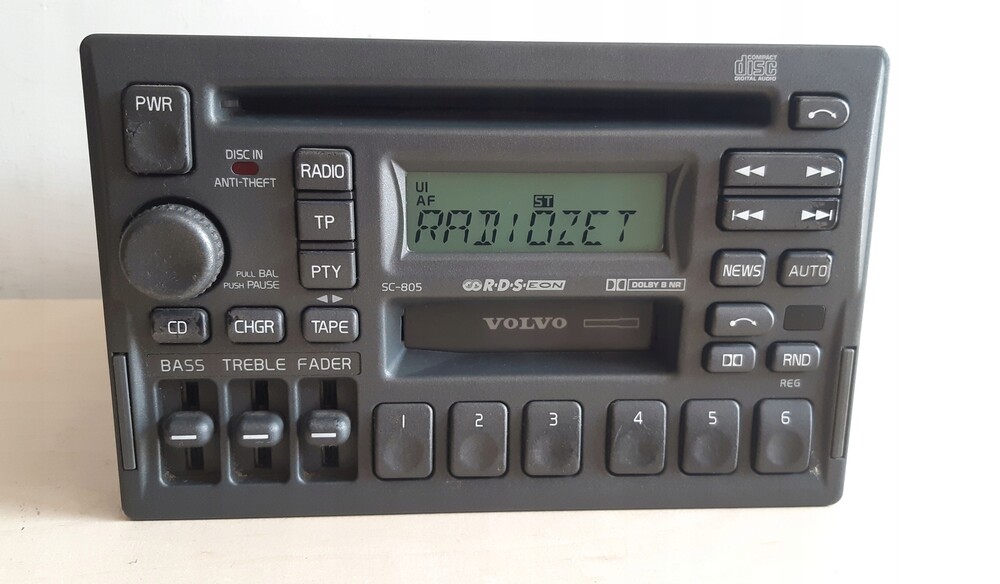 COMPACT
disc
DIGITAL AUDIO
PWR
DISC IN
ANTI-THEFT
RADIO
TP
PTY
PULL BAL
PUSH PAUSE
UI
AF
ST
RADIOZET
SC-805
R·D·S·EON
DOLBY B NR
NEWS
AUTO
CD
CHGR
TAPE
VOLVO
RND
REG
BASS TREBLE FADER
1 2 3 4 5 6